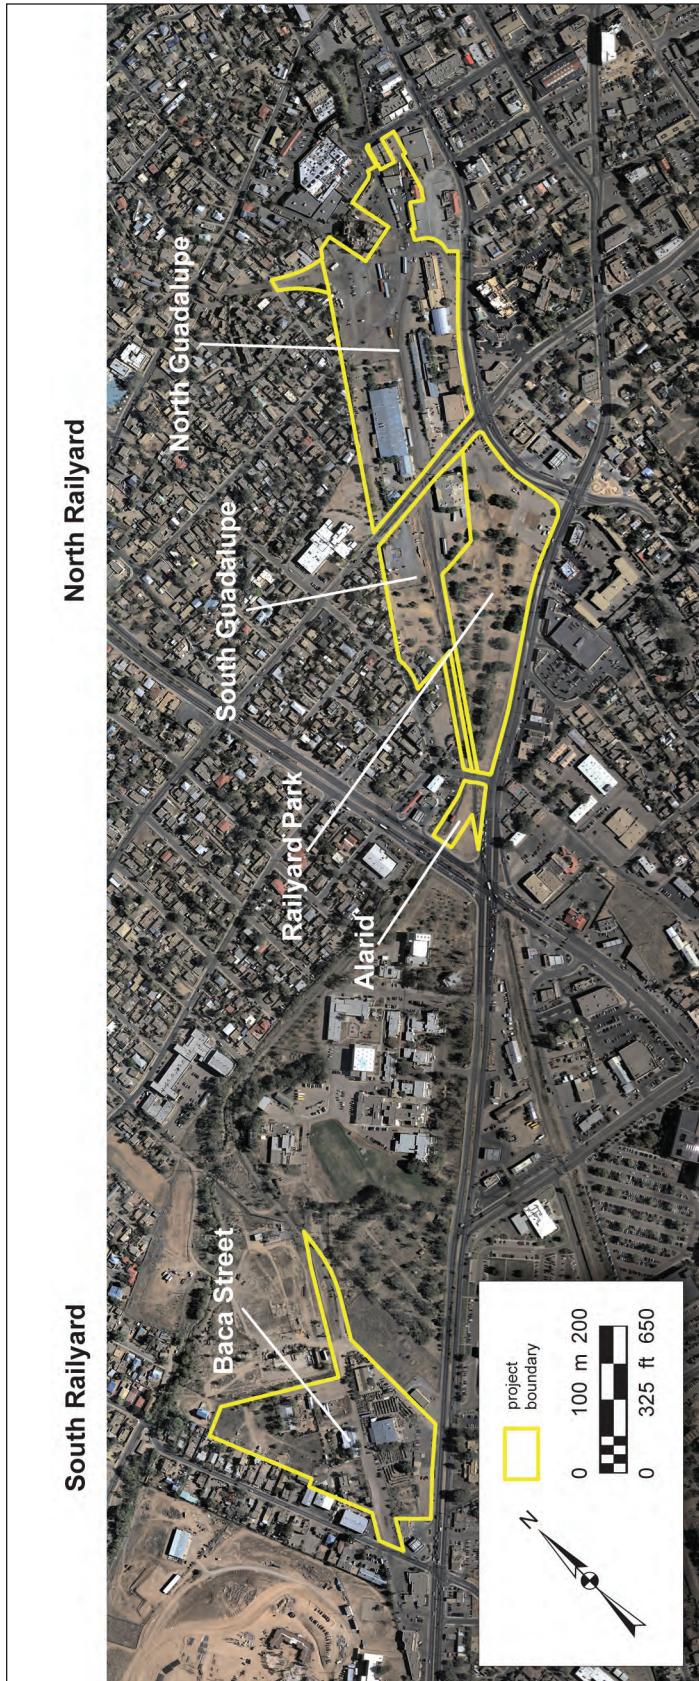 South Railyard
North Railyard
Baca Street
Alarid
Railyard Park
South Guadalupe
North Guadalupe
project
boundary
0 100 m 200
0 325 ft 650
N